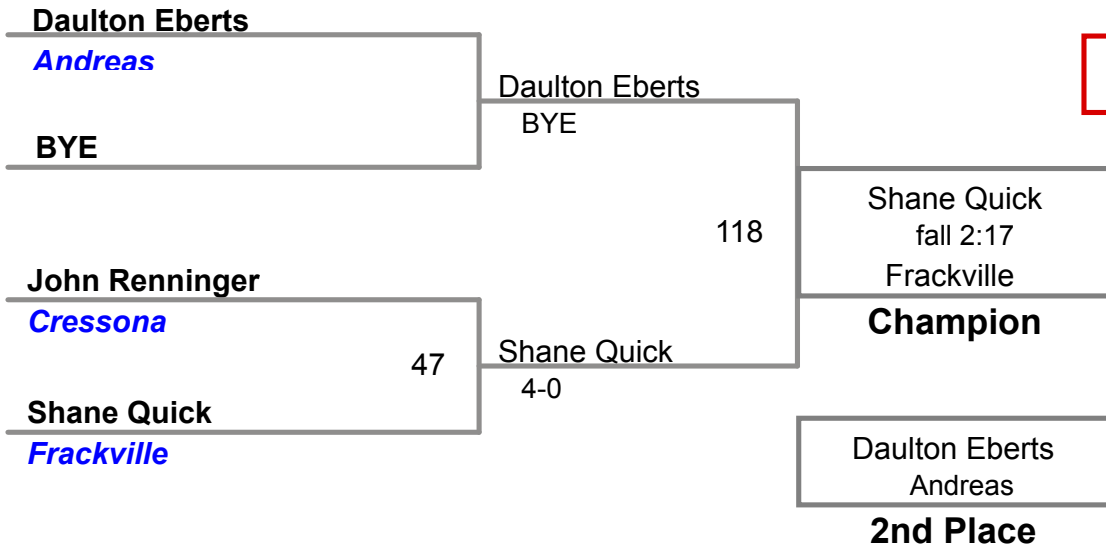 Daulton Eberts
Andreas
BYE
Daulton Eberts
BYE
John Renninger
Cressona
47
Shane Quick
Frackville
Shane Quick
4-0
118
Shane Quick
fall 2:17
Frackville
Champion
Daulton Eberts
Andreas
2nd Place